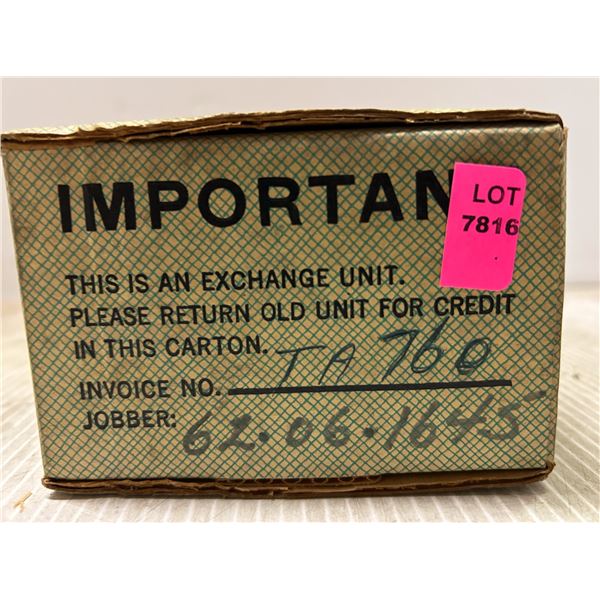 IMPORTAN
LOT
7816
THIS IS AN EXCHANGE UNIT.
PLEASE RETURN OLD UNIT FOR CREDIT
IN THIS CARTON.
INVOICE NO. TA 760
JOBBER: 62.06.1645